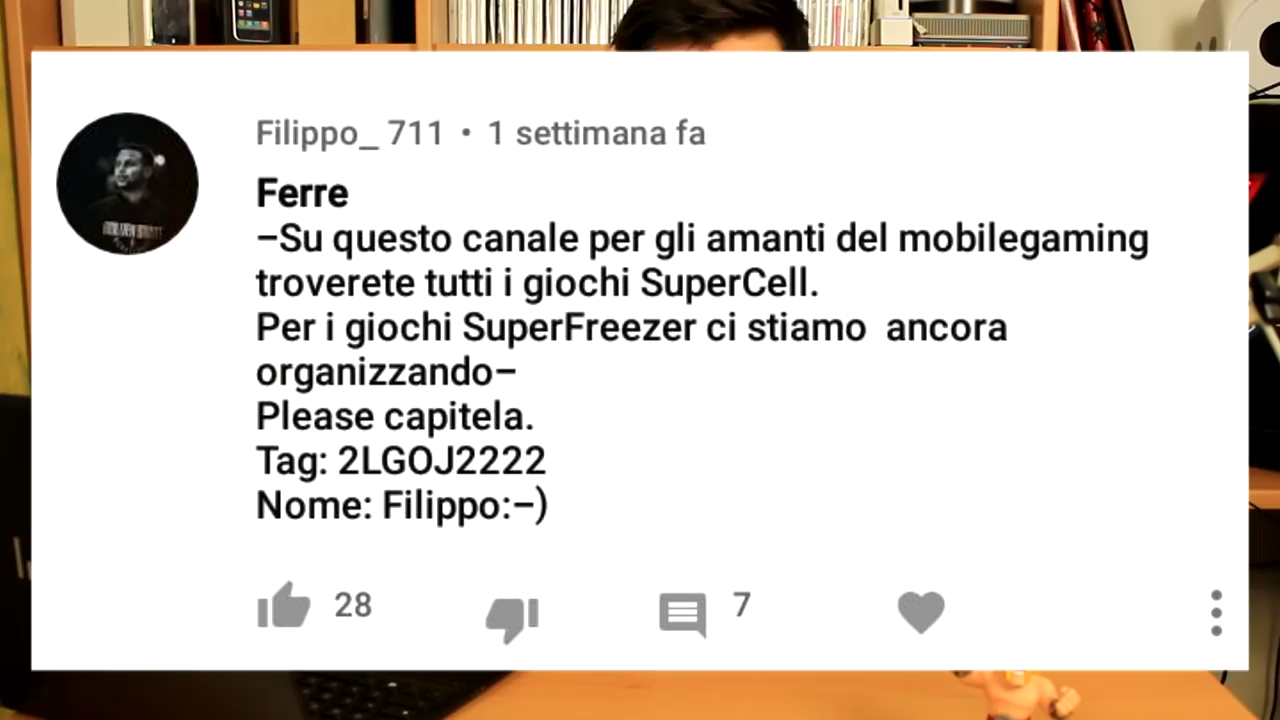 Filippo_ 711 • 1 settimana fa
Ferre
–Su questo canale per gli amanti del mobilegaming
troverete tutti i giochi SuperCell.
Per i giochi SuperFreezer ci stiamo  ancora
organizzando–
Please capitela.
Tag: 2LGOJ2222
Nome: Filippo:–)
28
7